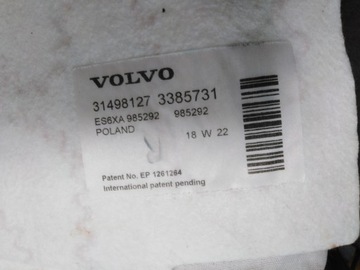 VOLVO
31498127 3385731
ES6XA 985292 985292
POLAND 18 W 22
R
Patent No. EP 1261264
International patent pending